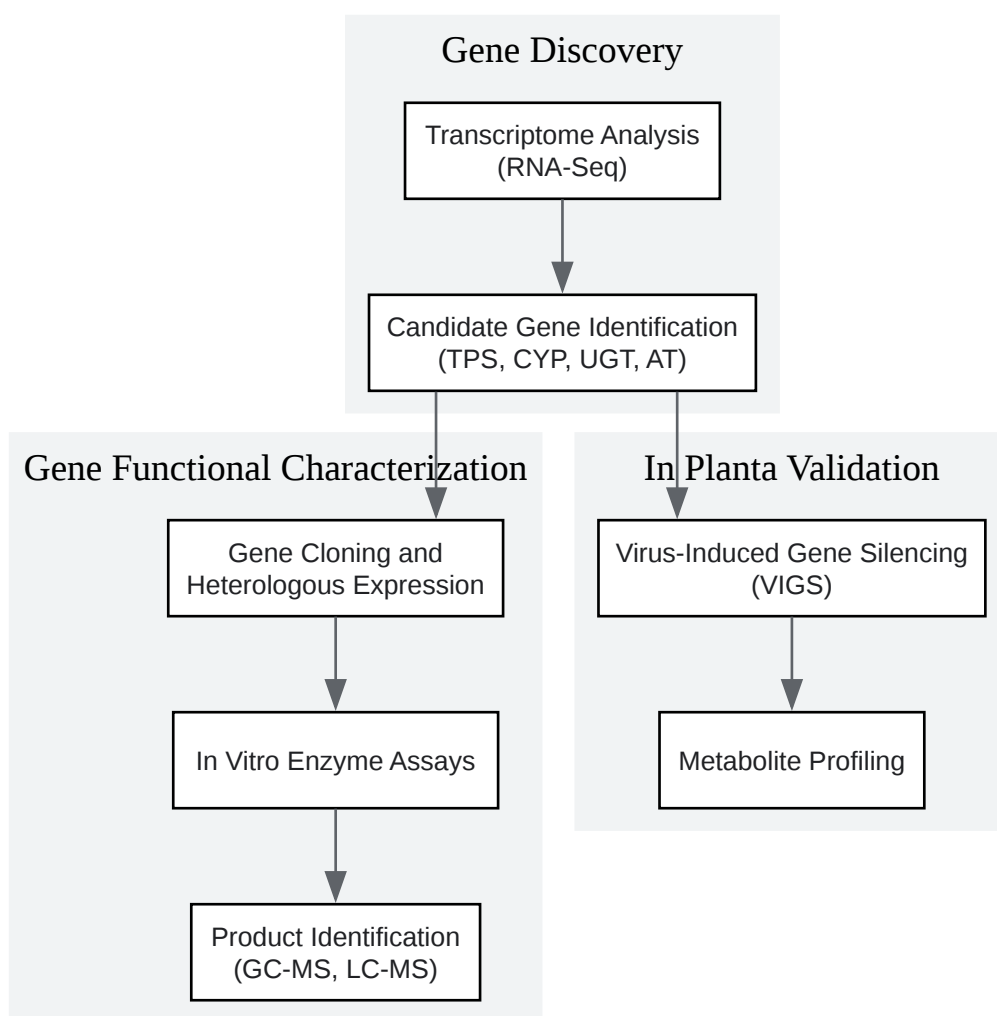 Gene Discovery
Transcriptome Analysis
(RNA-Seq)
Candidate Gene Identification
(TPS, CYP, UGT, AT)
Gene Functional Characterization
Gene Cloning and
Heterologous Expression
In Vitro Enzyme Assays
Product Identification
(GC-MS, LC-MS)
In Planta Validation
Virus-Induced Gene Silencing
(VIGS)
Metabolite Profiling